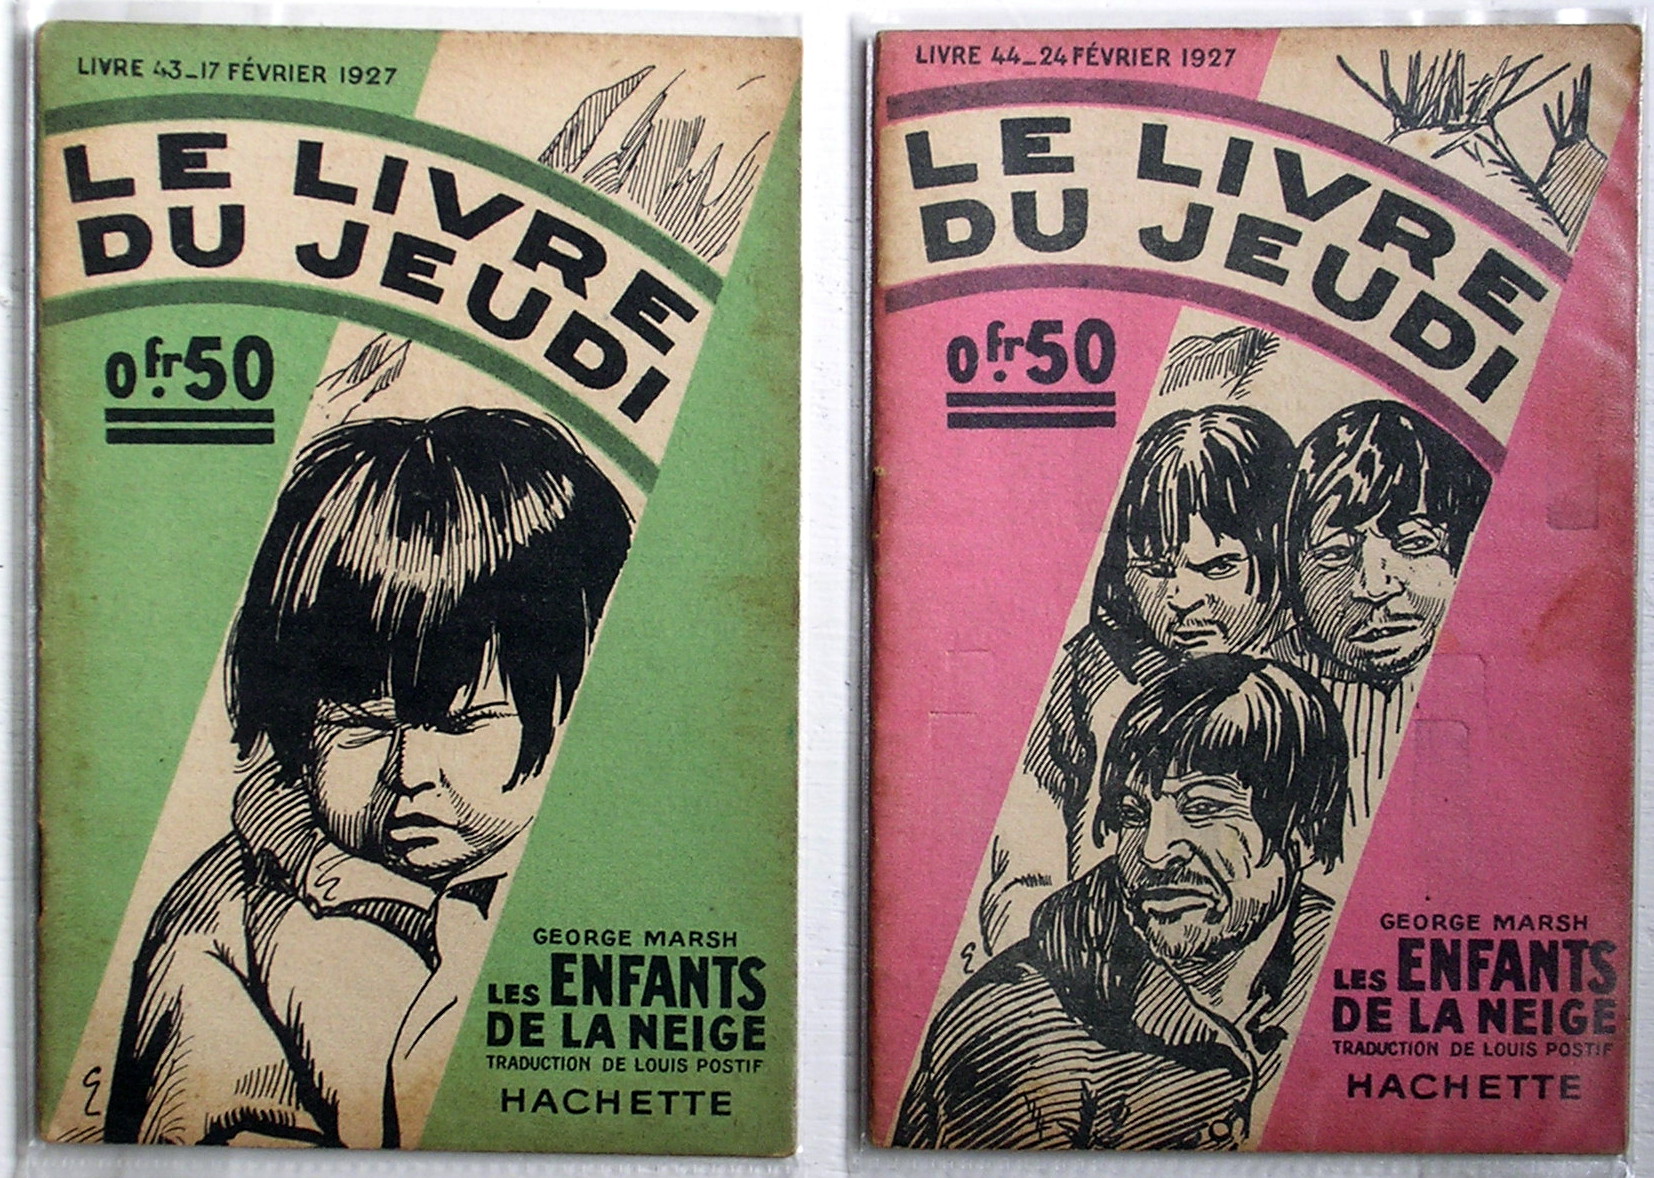 LIVRE 43_17 FÉVRIER 1927
LE LIVRE
DU JEUDI
0fr.50
GEORGE MARSH
LES ENFANTS
DE LA NEIGE
TRADUCTION DE LOUIS POSTIF
HACHETTE
LIVRE 44_24 FÉVRIER 1927
LE LIVRE
DU JEUDI
0fr.50
GEORGE MARSH
LES ENFANTS
DE LA NEIGE
TRADUCTION DE LOUIS POSTIF
HACHETTE